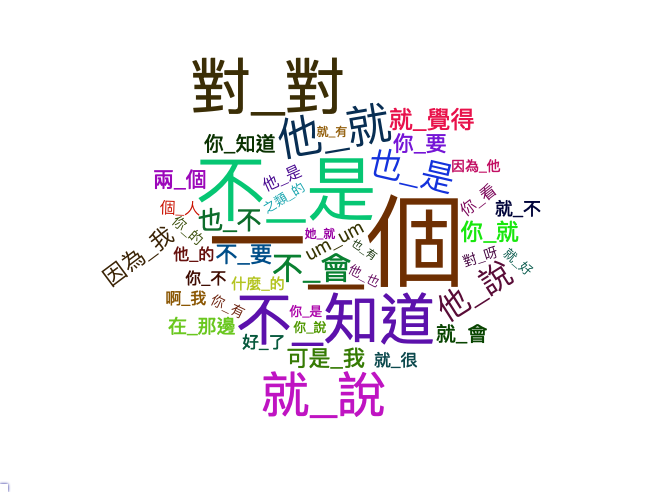 對_對
他_就
就_有
就_覺得
你_知道
你_要
也_是
因為_他
不_是
兩_個
他_是
之類_的
你_看
個_人
也_不
你_的
她_就
um_um
一_個
就_不
你_就
因為_我
他_的
不_要
不_會
也_有
他_也
對_呀
就_好
你_不
什麼_的
他_說
啊_我
你_有
不_知道
你_是
你_說
在_那邊
好_了
就_會
可是_我
就_很
就_說